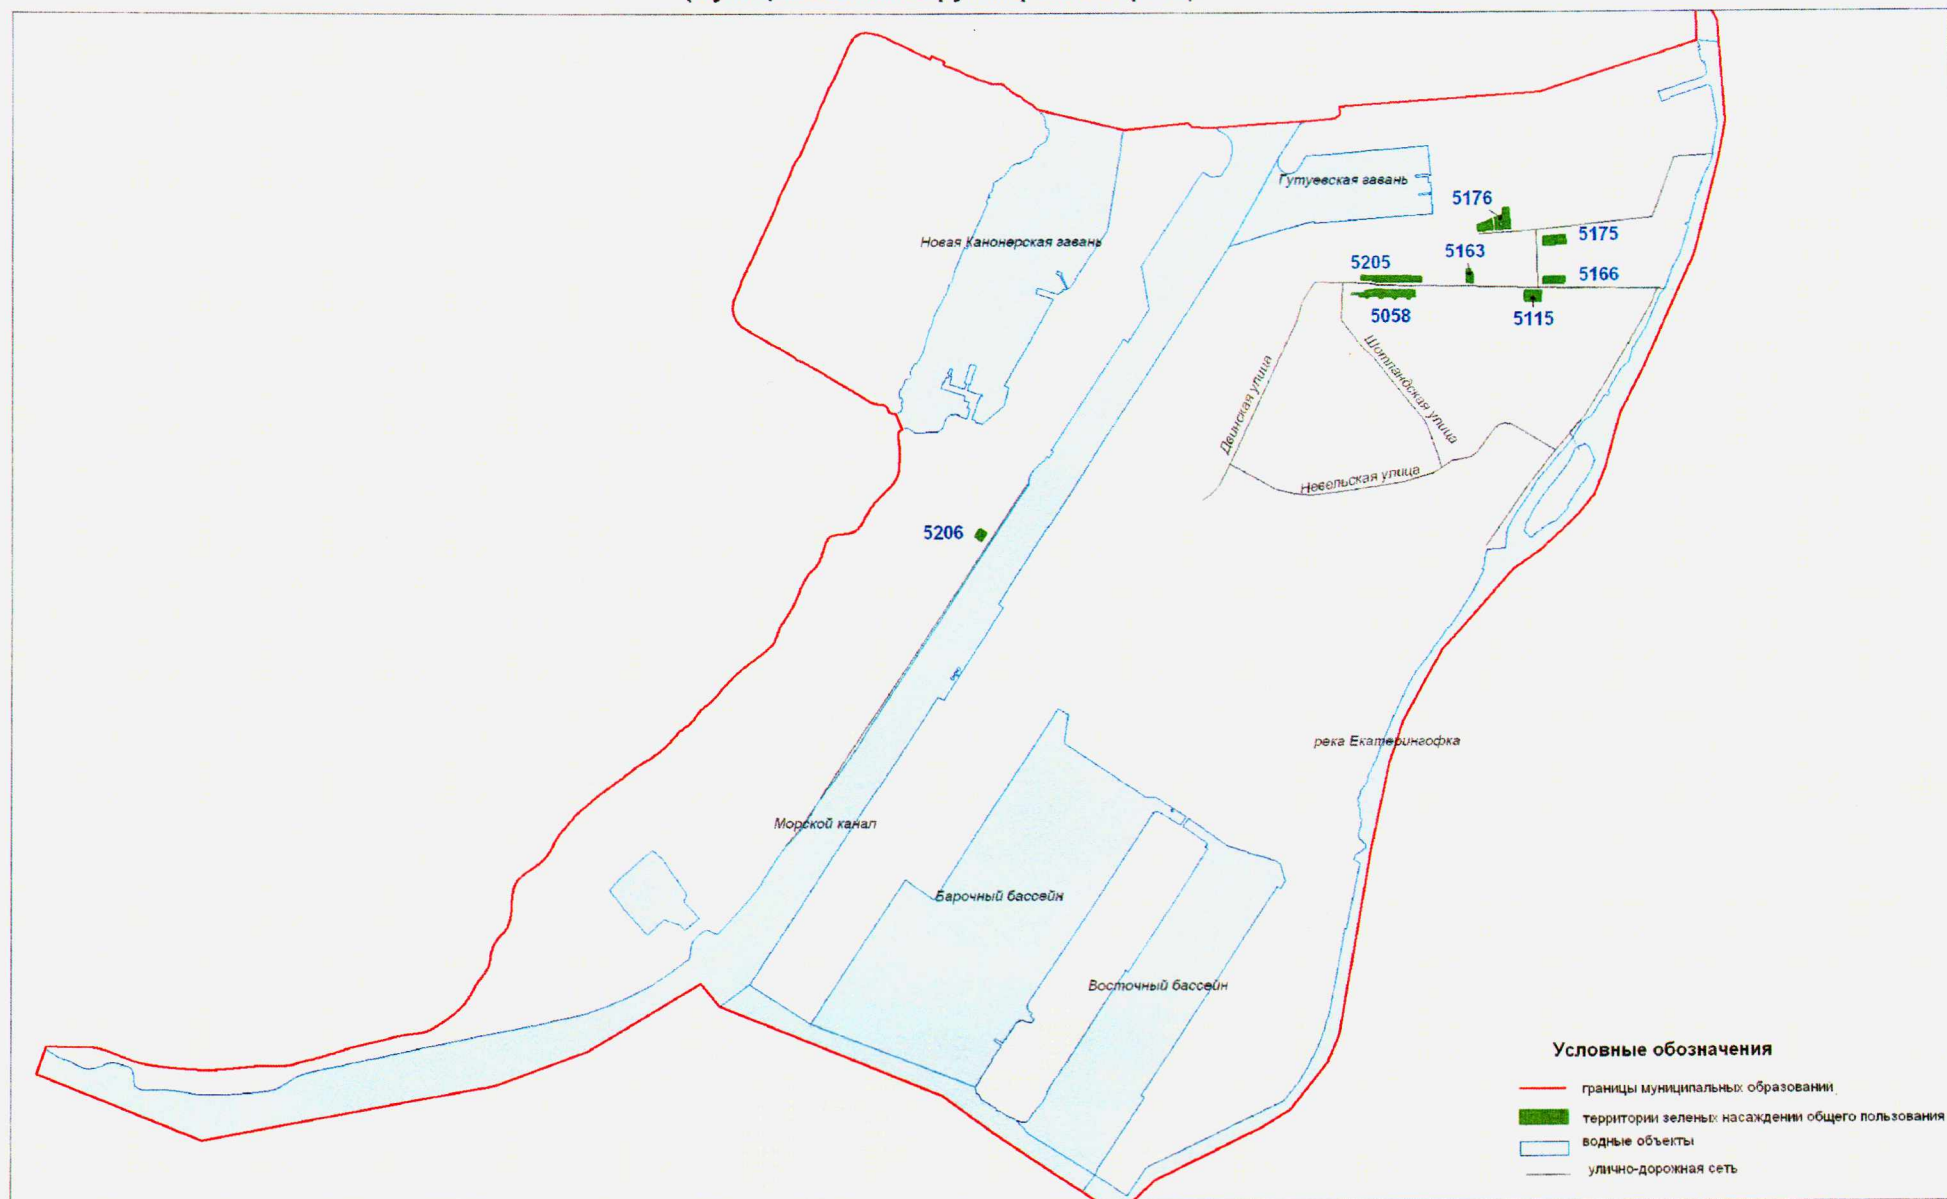 Гутуевская гавань
5176
5175
Новая Канонерская гавань
5163
5205
5166
5058
5115
Двинская улица
Шотландская улица
Невельская улица
5206
река Екатерингофка
Морской канал
Барочный бассейн
Восточный бассейн
Условные обозначения
границы муниципальных образований
территории зеленых насаждений общего пользования
водные объекты
улично-дорожная сеть